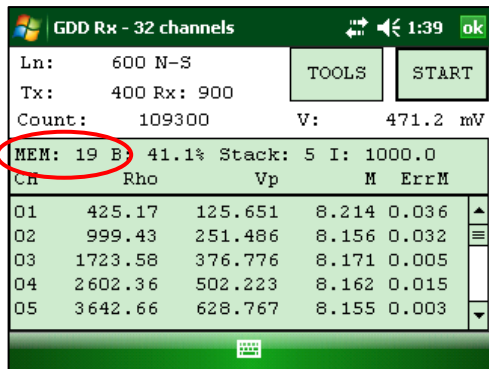 GDD Rx - 32 channels 1:39 ok
Ln: 600 N-S
TOOLS START
Tx: 400 Rx: 900
Count: 109300 V: 471.2 mV
MEM: 19 B: 41.1% Stack: 5 I: 1000.0
CH Rho Vp M ErrM
01 425.17 125.651 8.214 0.036
02 999.43 251.486 8.156 0.032
03 1723.58 376.776 8.171 0.005
04 2602.36 502.223 8.162 0.015
05 3642.66 628.767 8.155 0.003